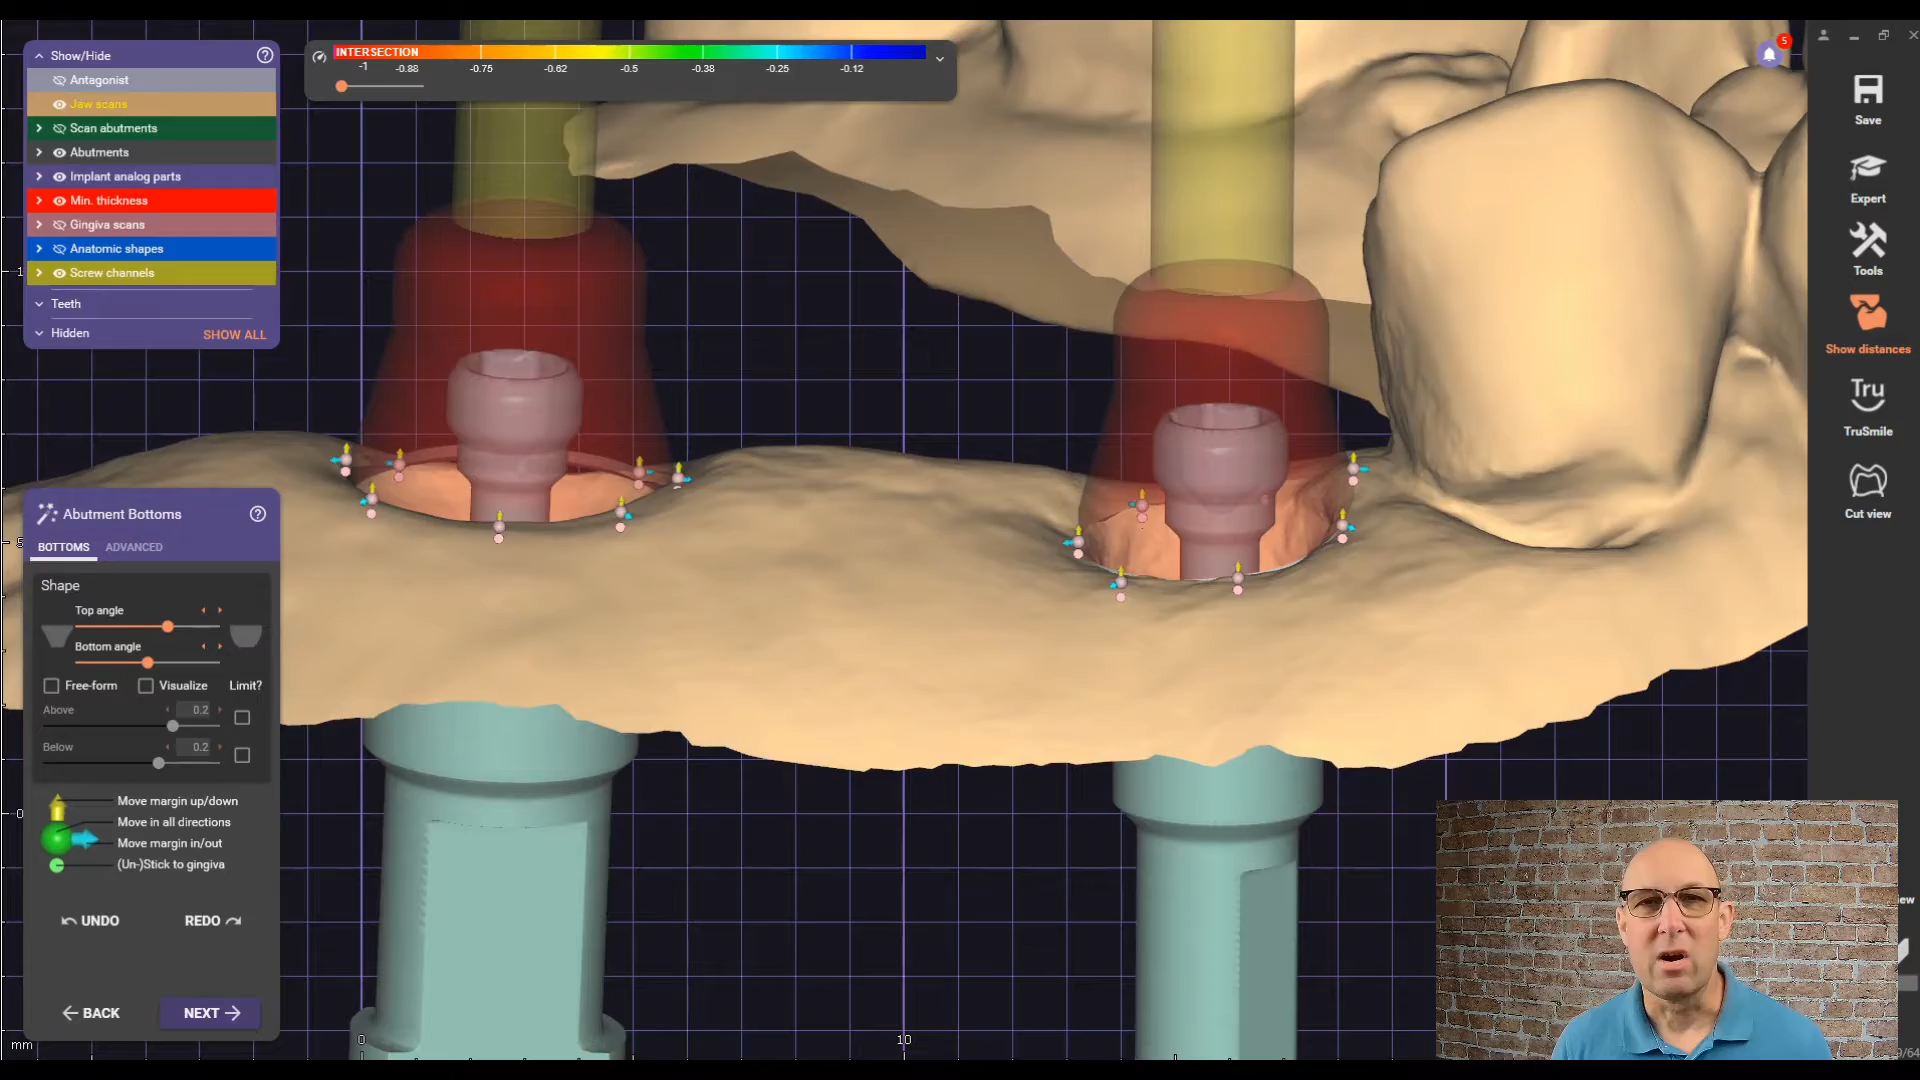 Show/Hide
Antagonist
Jaw scans
Scan abutments
Abutments
Implant analog parts
Min. thickness
Gingiva scans
Anatomic shapes
Screw channels
Teeth
Hidden
SHOW ALL
INTERSECTION
-1
-0.88
-0.75
-0.62
-0.5
-0.38
-0.25
-0.12
5
Save
Expert
Tools
Show distances
Tru
TruSmile
Cut view
Abutment Bottoms
BOTTOMS
ADVANCED
Shape
Top angle
Bottom angle
Free-form
Visualize
Limit?
Above
0.2
Below
0.2
Move margin up/down
Move in all directions
Move margin in/out
(Un-)Stick to gingiva
UNDO
REDO
BACK
NEXT
mm
0
10
5
0